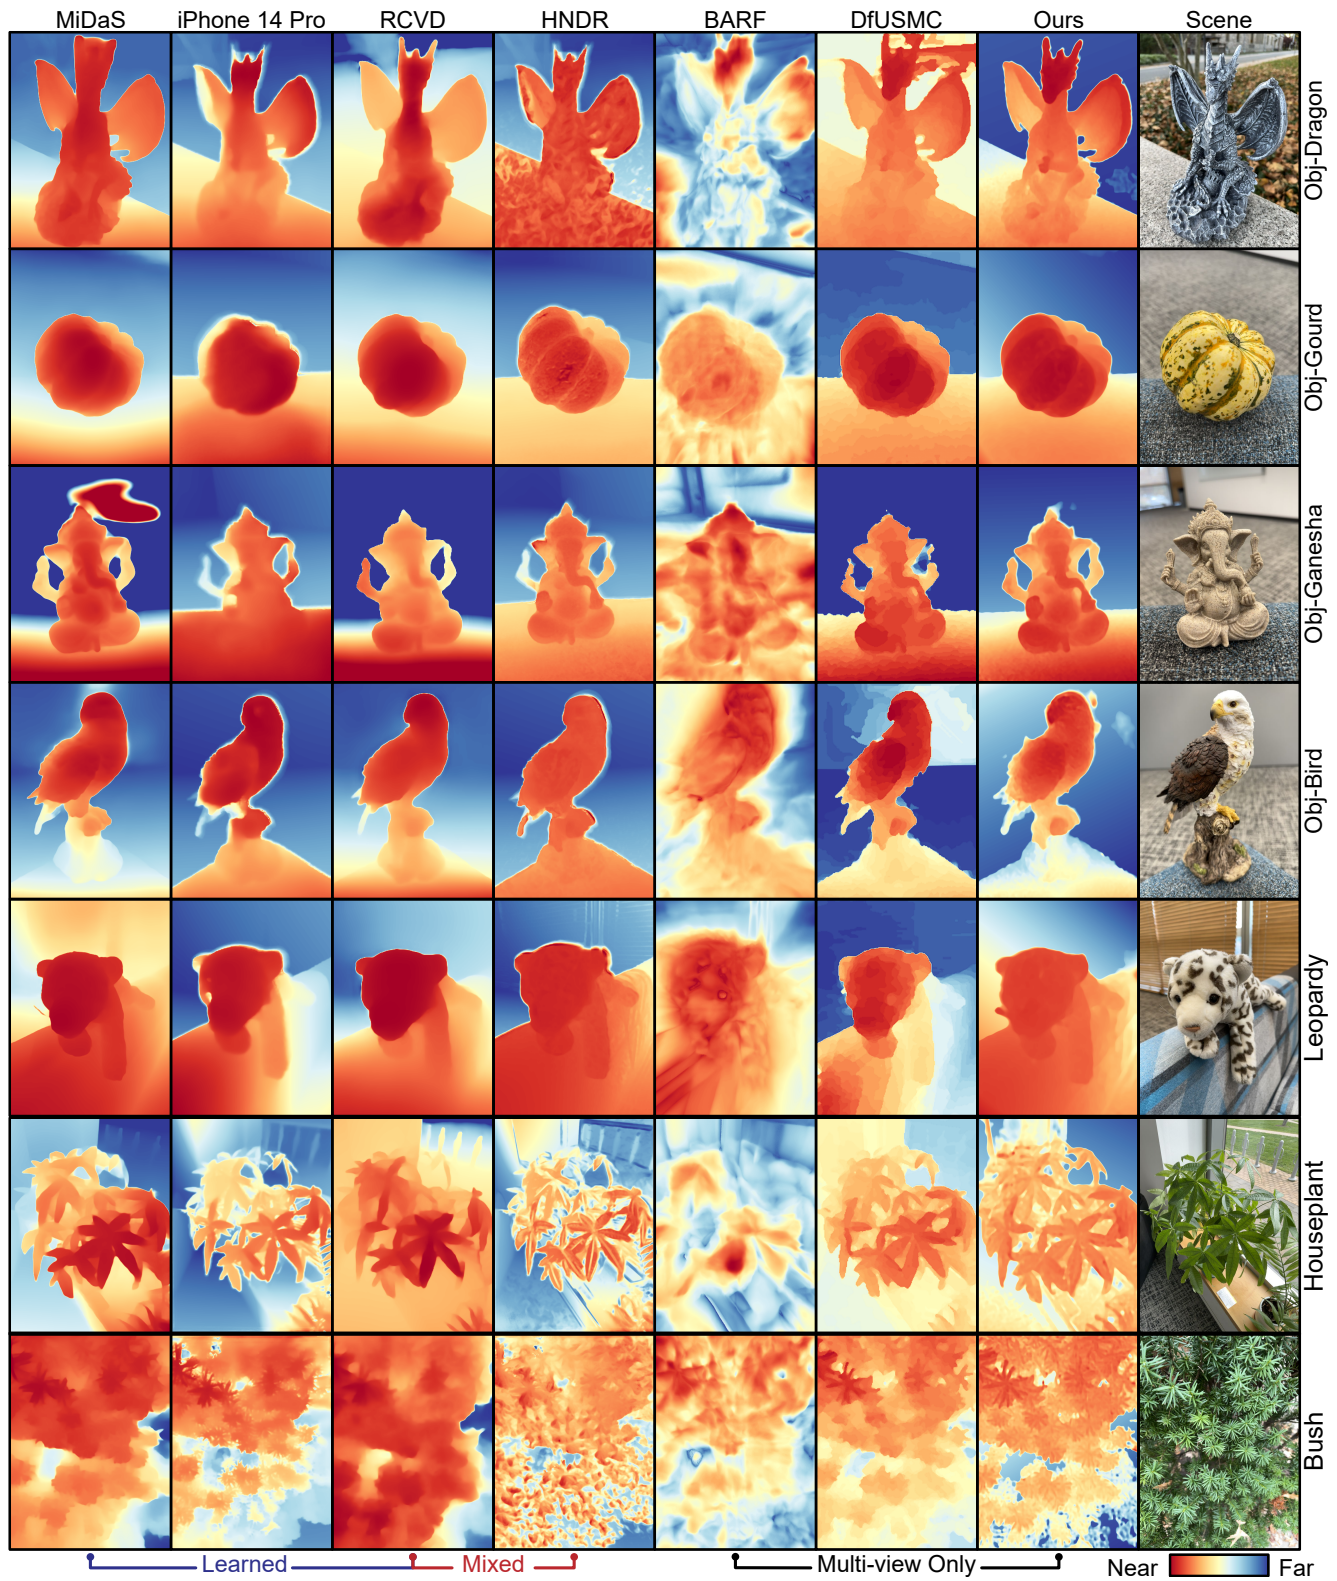 MiDaS iPhone 14 Pro RCVD HNDR BARF DfUSMC Ours Scene
Obj-Dragon
Obj-Gourd
Obj-Ganesha
Obj-Bird
Leopardy
Houseplant
Bush
Learned Mixed Multi-view Only Near Far